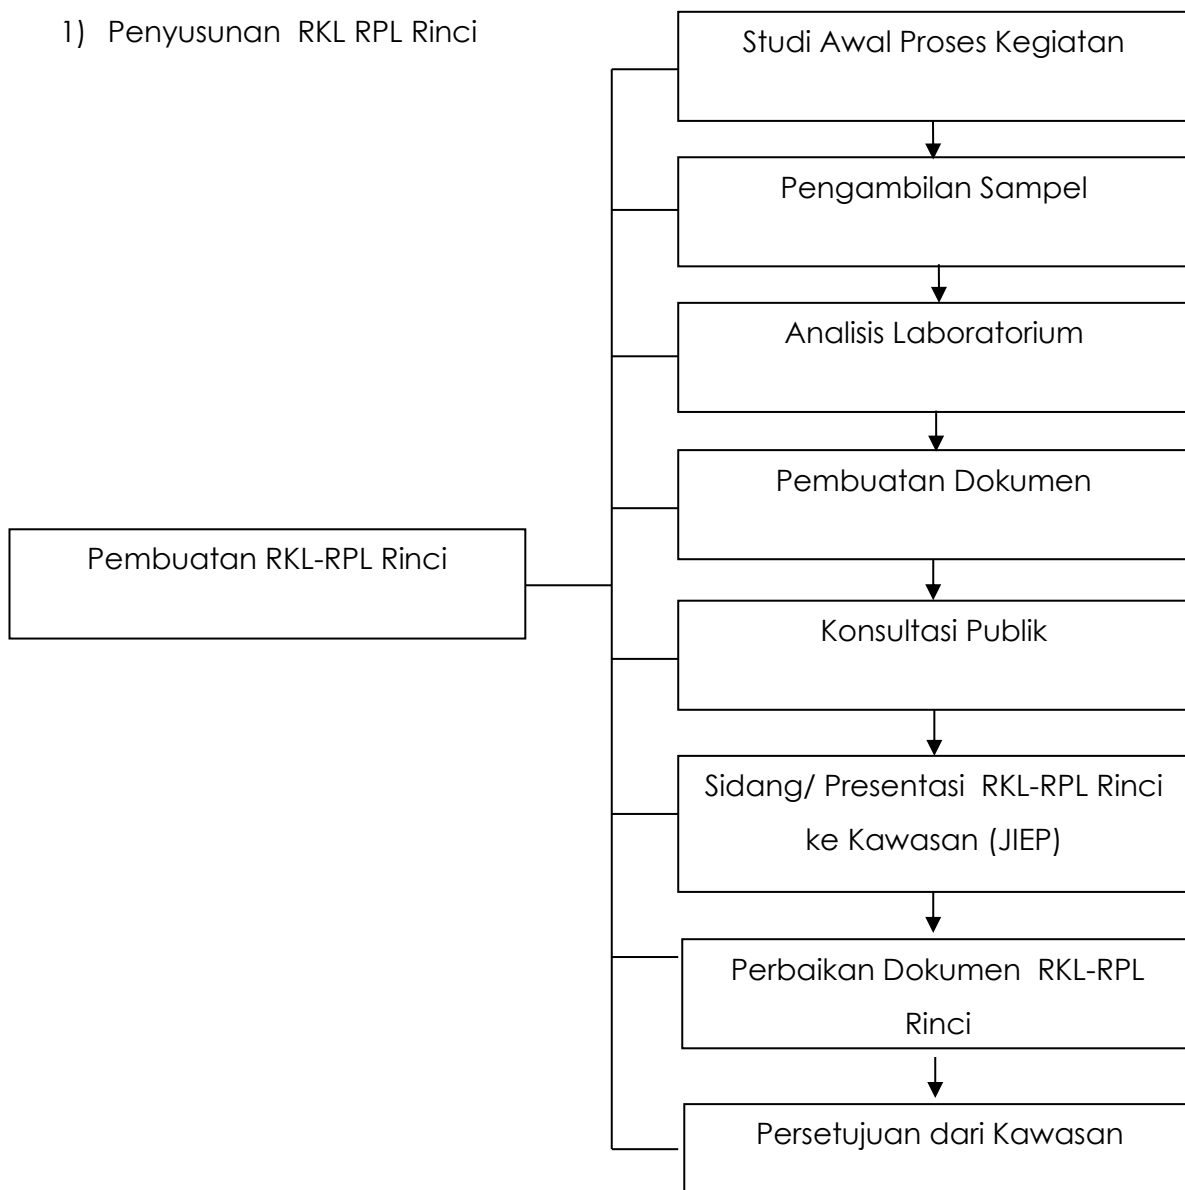 1) Penyusunan RKL RPL Rinci
Studi Awal Proses Kegiatan
Pengambilan Sampel
Analisis Laboratorium
Pembuatan Dokumen
Pembuatan RKL-RPL Rinci
Konsultasi Publik
Sidang/ Presentasi RKL-RPL Rinci
ke Kawasan (JIEP)
Perbaikan Dokumen RKL-RPL
Rinci
Persetujuan dari Kawasan